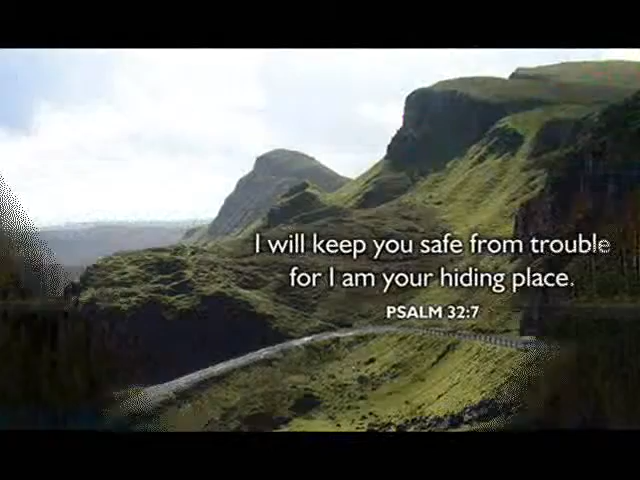 I will keep you safe from trouble
for I am your hiding place.
PSALM 32:7